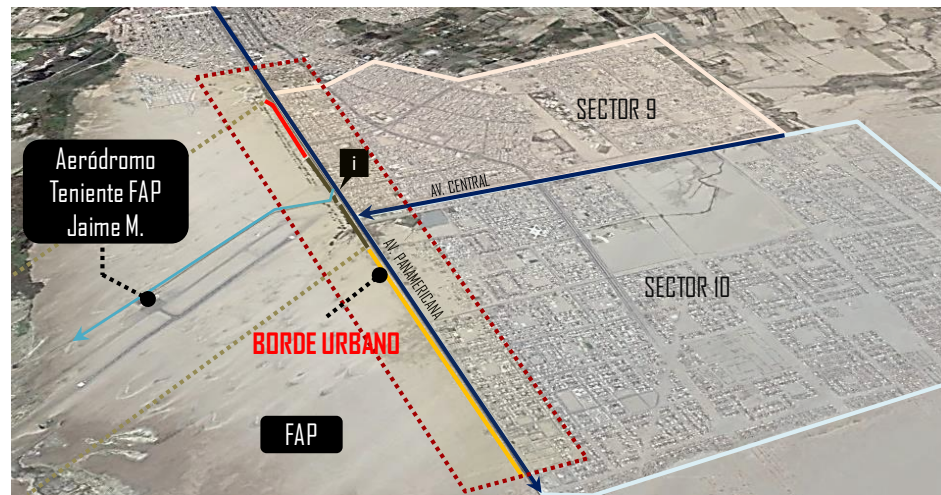 SECTOR 9
Aeródromo
Teniente FAP
Jaime M.
i
AV. CENTRAL
AV. PANAMERICANA
SECTOR 10
BORDE URBANO
FAP